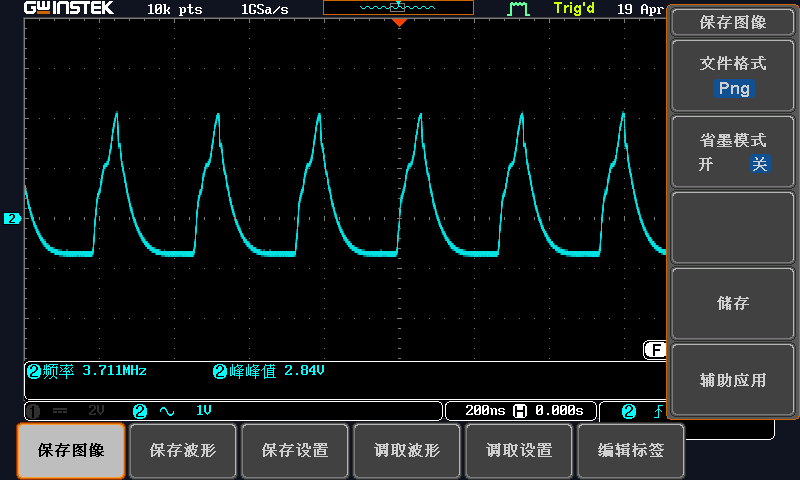 GWINSTEK 10k pts 1GSa/s Trig'd 19 Apr
保存图像
文件格式
Png
省墨模式
开 关
2
储存
F
②频率 3.711MHz ②峰峰值 2.84V
辅助应用
1 2V 2 1V 200ns H 0.000s 2
保存图像 保存波形 保存设置 调取波形 调取设置 编辑标签